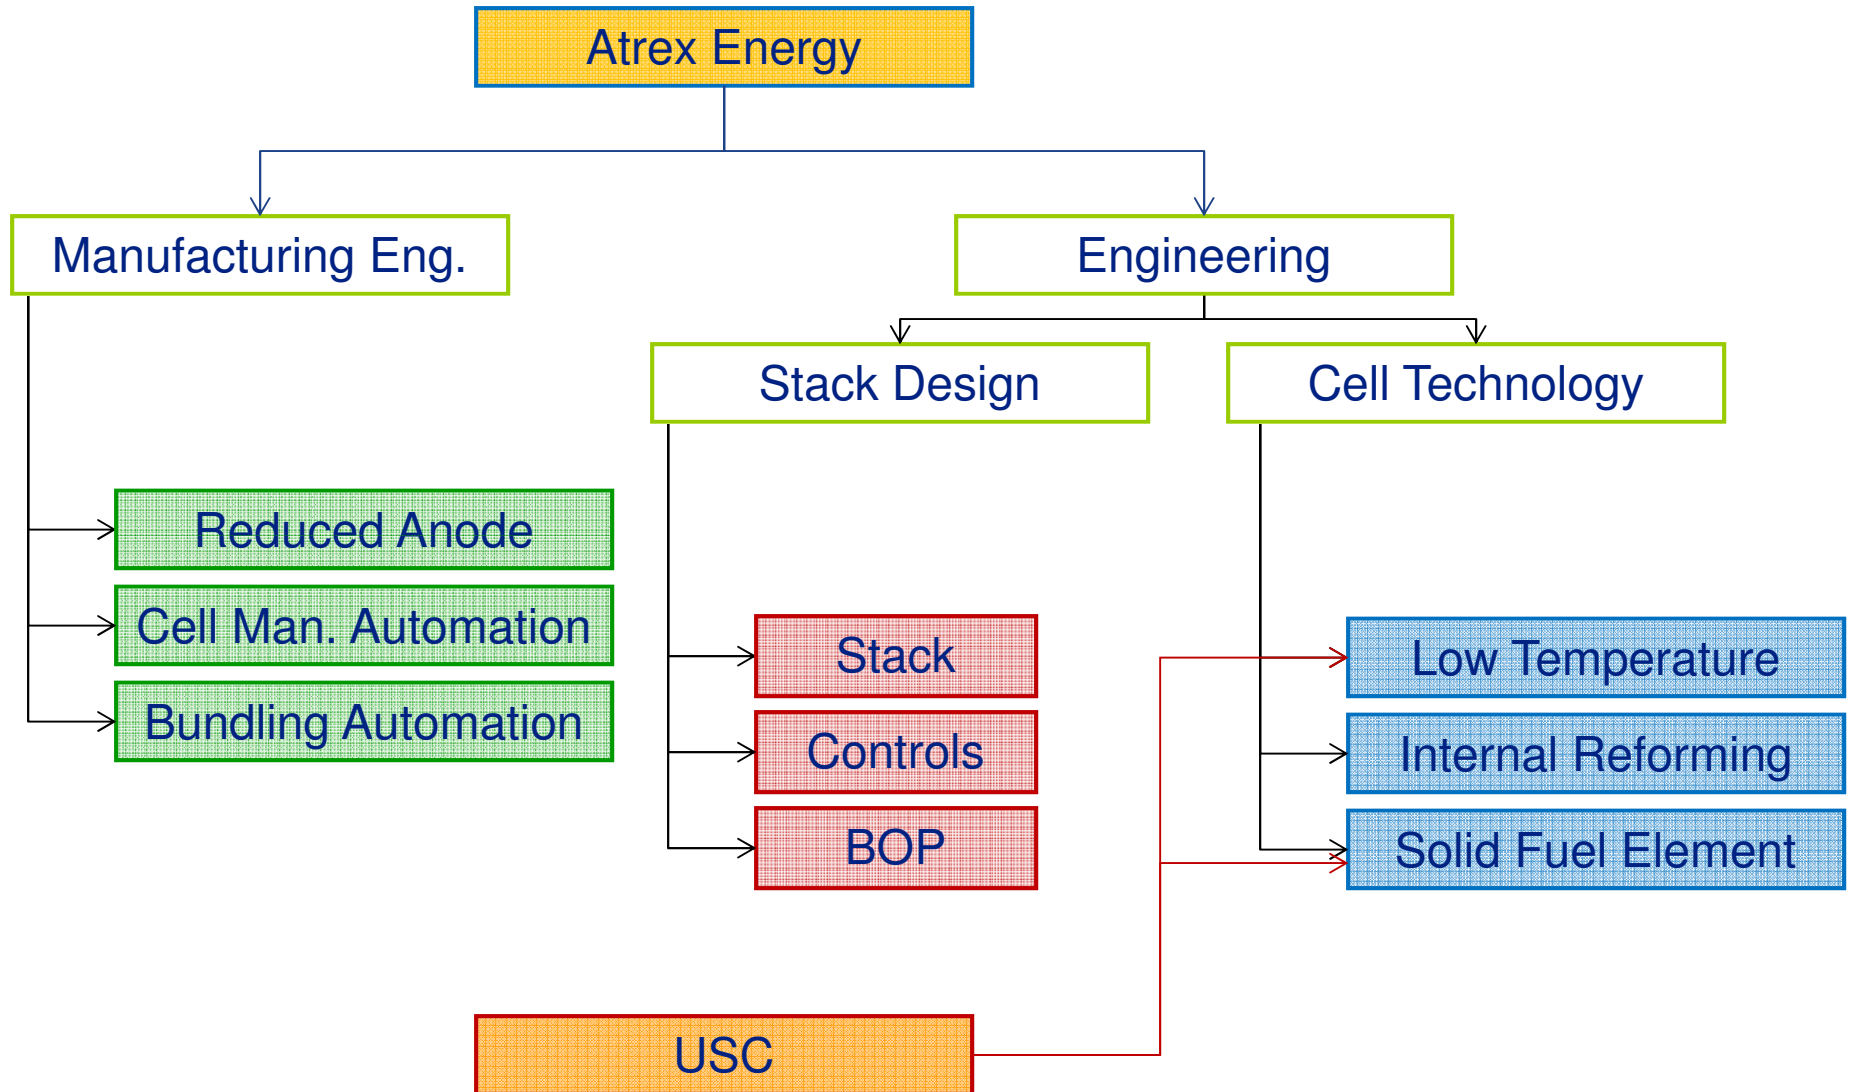 Atrex Energy
Manufacturing Eng.
Engineering
Stack Design
Cell Technology
Reduced Anode
Cell Man. Automation
Bundling Automation
Stack
Controls
BOP
Low Temperature
Internal Reforming
Solid Fuel Element
USC